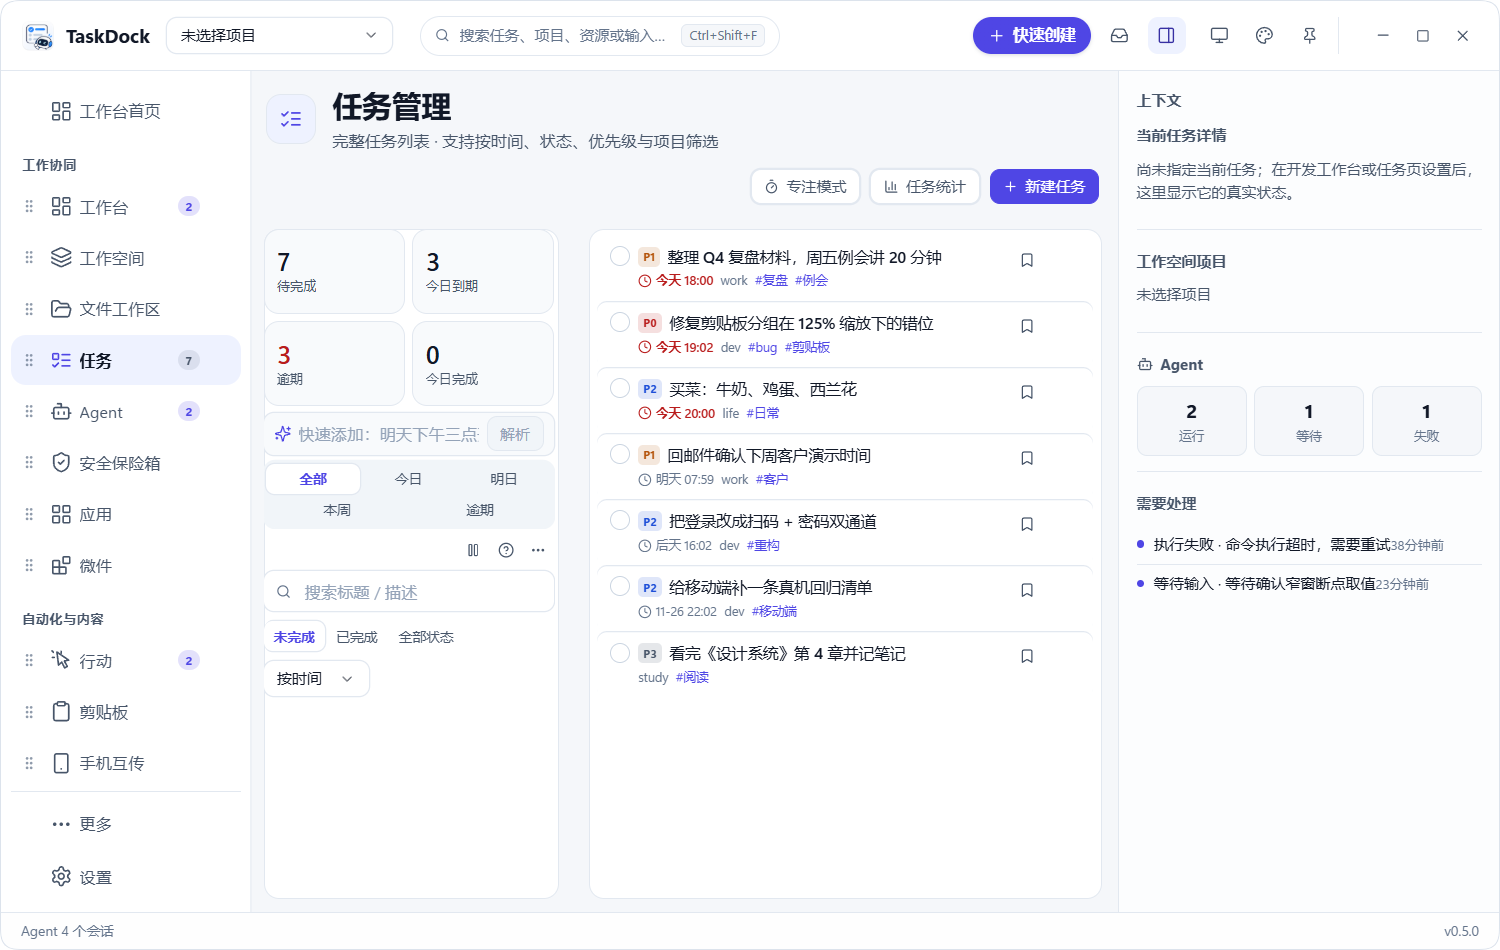 TaskDock
未选择项目
搜索任务、项目、资源或输入...
Ctrl+Shift+F
快速创建
工作台首页
工作协同
工作台
2
工作空间
文件工作区
任务
7
Agent
2
安全保险箱
应用
微件
自动化与内容
行动
2
剪贴板
手机互传
更多
设置
任务管理
完整任务列表 · 支持按时间、状态、优先级与项目筛选
专注模式
任务统计
新建任务
7
待完成
3
今日到期
3
逾期
0
今日完成
快速添加：明天下午三点
解析
全部
今日
明日
本周
逾期
搜索标题 / 描述
未完成
已完成
全部状态
按时间
P1 整理 Q4 复盘材料，周五例会讲 20 分钟
今天 18:00 work #复盘 #例会
P0 修复剪贴板分组在 125% 缩放下的错位
今天 19:02 dev #bug #剪贴板
P2 买菜：牛奶、鸡蛋、西兰花
今天 20:00 life #日常
P1 回邮件确认下周客户演示时间
明天 07:59 work #客户
P2 把登录改成扫码 + 密码双通道
后天 16:02 dev #重构
P2 给移动端补一条真机回归清单
11-26 22:02 dev #移动端
P3 看完《设计系统》第 4 章并记笔记
study #阅读
上下文
当前任务详情
尚未指定当前任务；在开发工作台或任务页设置后，
这里显示它的真实状态。
工作空间项目
未选择项目
Agent
2
运行
1
等待
1
失败
需要处理
执行失败 · 命令执行超时，需要重试38分钟前
等待输入 · 等待确认窄窗断点取值23分钟前
Agent 4 个会话
v0.5.0